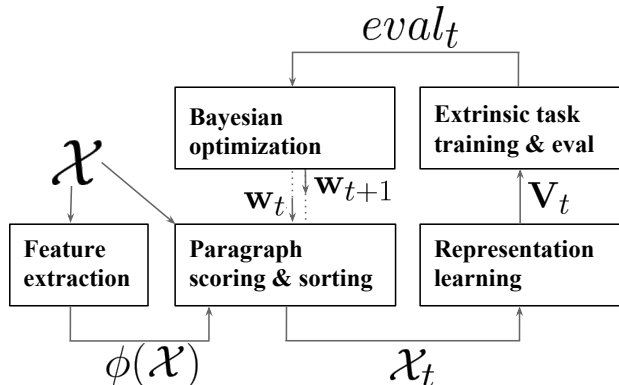 eval_t
Bayesian
optimization
Extrinsic task
training & eval
𝒳
w_t
w_{t+1}
V_t
Feature
extraction
Paragraph
scoring & sorting
Representation
learning
ϕ(𝒳)
𝒳_t